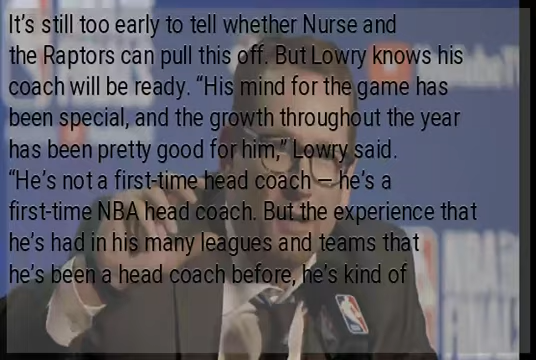 It’s still too early to tell whether Nurse and
the Raptors can pull this off. But Lowry knows his
coach will be ready. “His mind for the game has
been special, and the growth throughout the year
has been pretty good for him,” Lowry said.
“He’s not a first-time head coach — he’s a
first-time NBA head coach. But the experience that
he’s had in his many leagues and teams that
he’s been a head coach before, he’s kind of